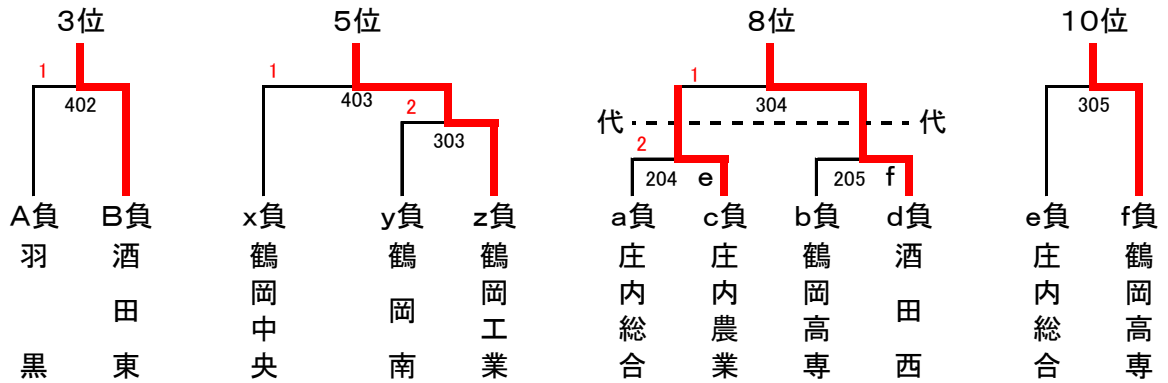 3位 5位 8位 10位
1 1 1
402 403 304 305
2 代 代
303 2
204 e 205 f
A負 B負 x負 y負 z負 a負 c負 b負 d負 e負 f負
羽黒
酒田東
鶴岡中央
鶴岡南
鶴岡工業
庄内総合
庄内農業
鶴岡高専
酒田西
庄内総合
鶴岡高専